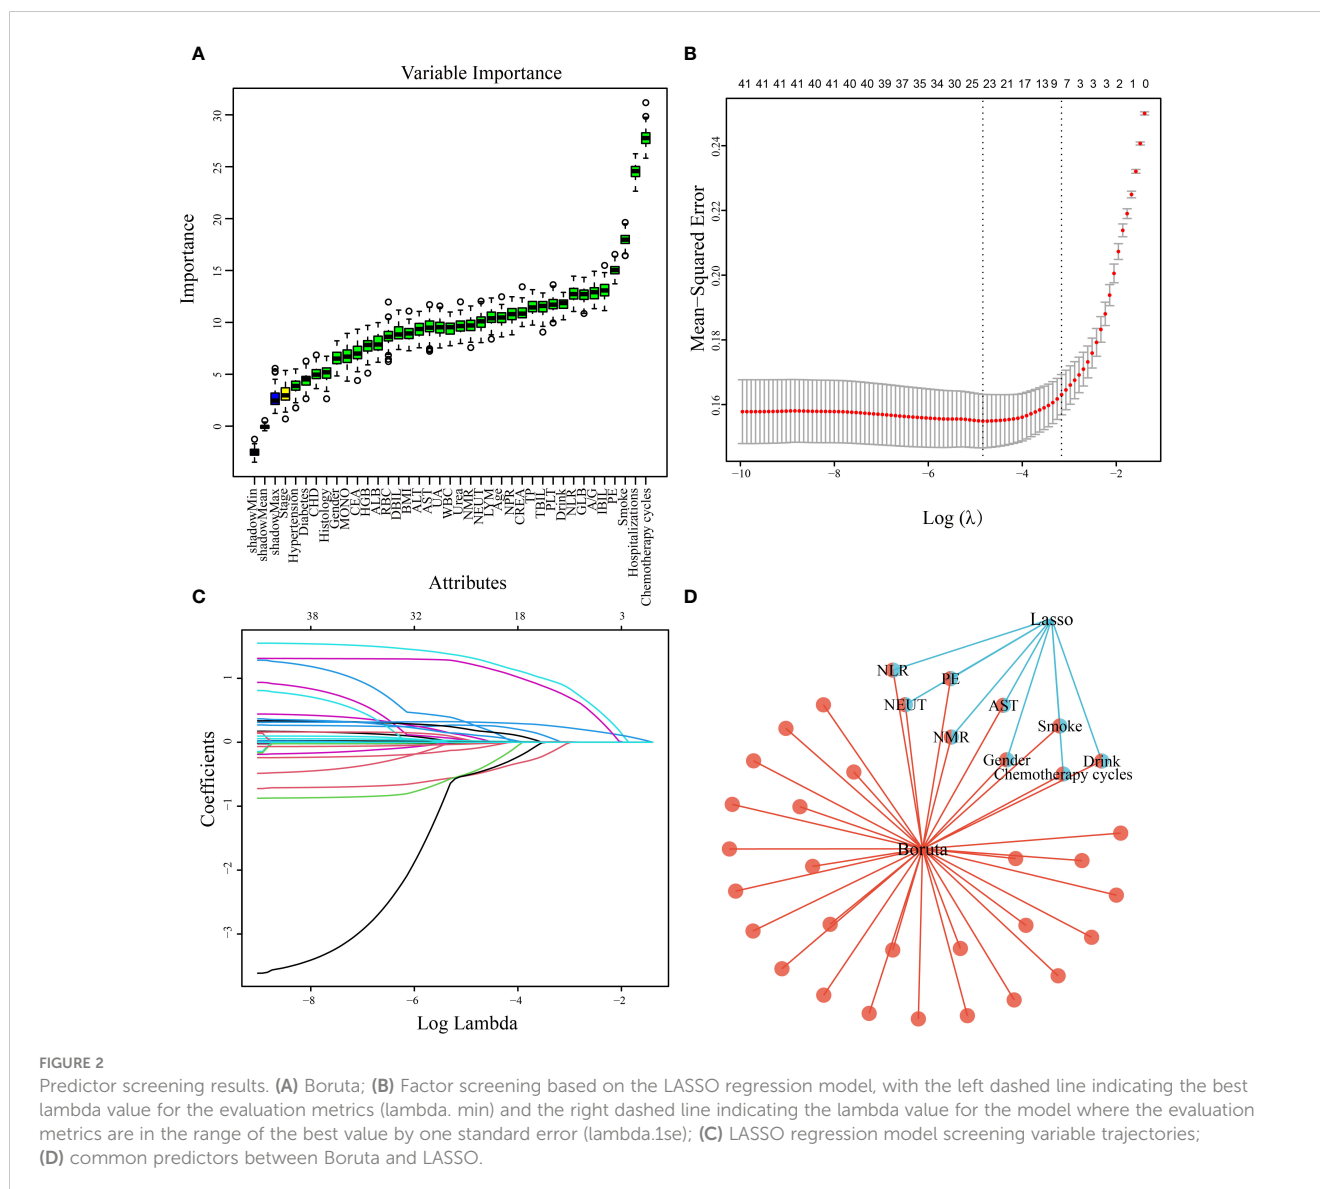 A
Variable Importance
Importance
0
5
10
15
20
25
30
shadowMin
shadowMean
shadowMax
Stage
Hypertension
Diabetes
CHD
Histology
Gender
MONO
CEA
HGB
ALB
RBC
DBIL
BMI
ALT
AST
UA
WBC
Urea
NMR
NEUT
LYM
Age
NPR
CREA
TP
TBIL
PLT
Drink
NLR
GLB
A/G
IBIL
PE
Smoke
Hospitalizations
Chemotherapy cycles
Attributes
B
41 41 41 41 40 41 40 40 39 37 35 34 30 25 23 21 17 13 9 7 3 3 3 2 1 0
Mean−Squared Error
0.16
0.18
0.20
0.22
0.24
−10 −8 −6 −4 −2
Log (λ)
C
38 32 18 3
Coefficients
1
0
−1
−2
−3
−8 −6 −4 −2
Log Lambda
D
Lasso
NLR
PE
NEUT
AST
NMR
Smoke
Gender
Drink
Chemotherapy cycles
Boruta
FIGURE 2
Predictor screening results. (A) Boruta; (B) Factor screening based on the LASSO regression model, with the left dashed line indicating the best
lambda value for the evaluation metrics (lambda. min) and the right dashed line indicating the lambda value for the model where the evaluation
metrics are in the range of the best value by one standard error (lambda.1se); (C) LASSO regression model screening variable trajectories;
(D) common predictors between Boruta and LASSO.